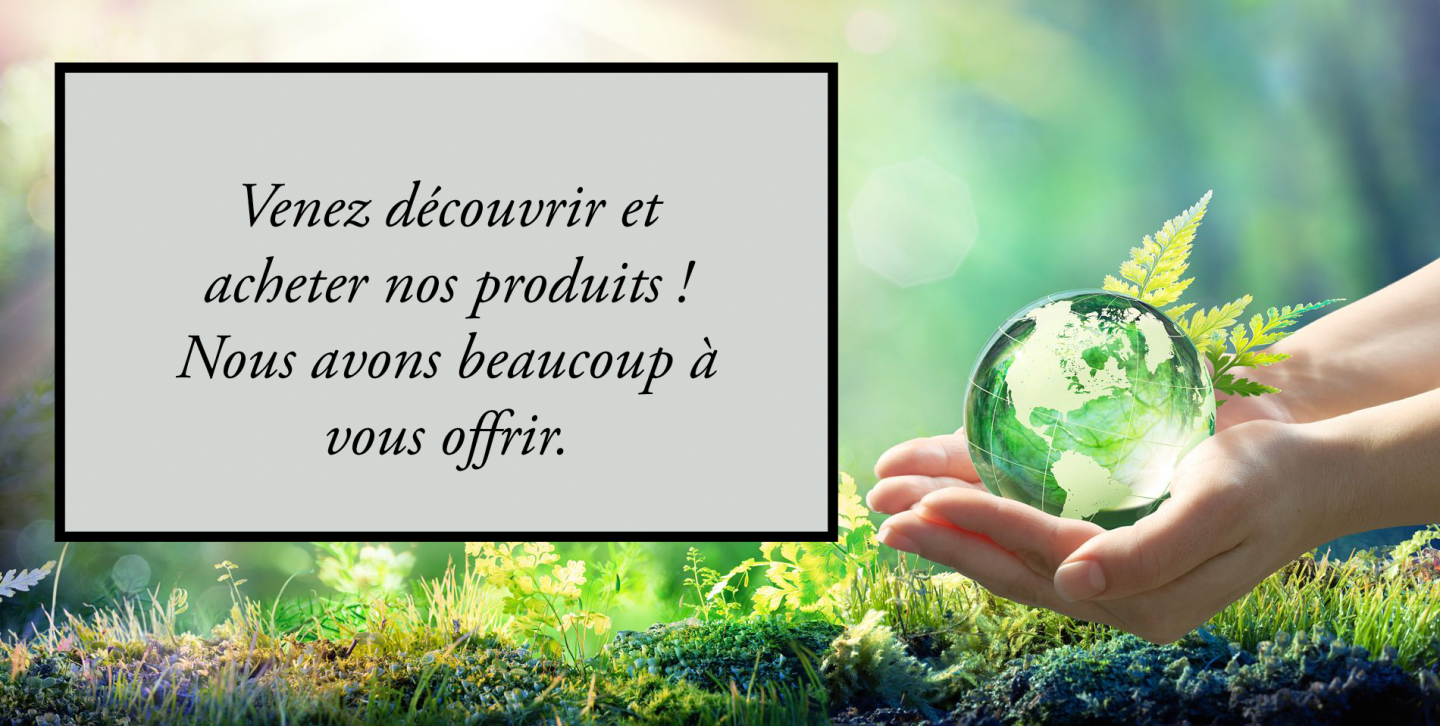 Venez découvrir et
acheter nos produits !
Nous avons beaucoup à
vous offrir.